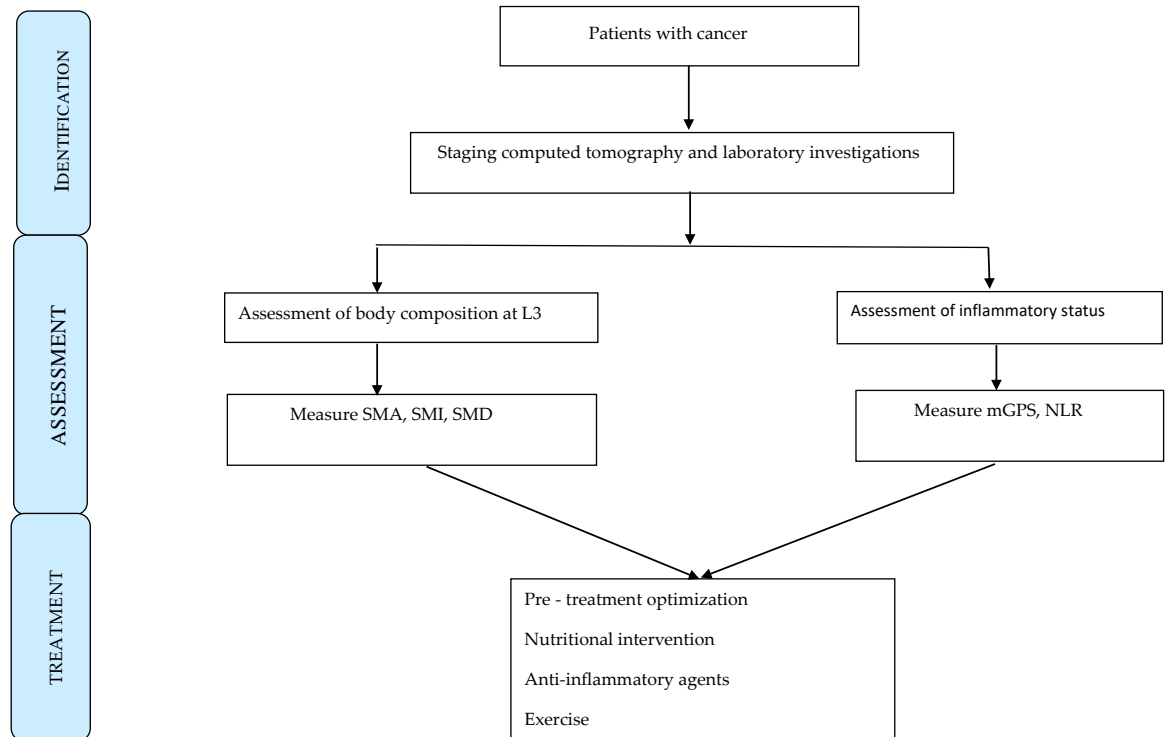 IDENTIFICATION
Patients with cancer
Staging computed tomography and laboratory investigations
ASSESSMENT
Assessment of body composition at L3
Assessment of inflammatory status
Measure SMA, SMI, SMD
Measure mGPS, NLR
TREATMENT
Pre - treatment optimization
Nutritional intervention
Anti-inflammatory agents
Exercise